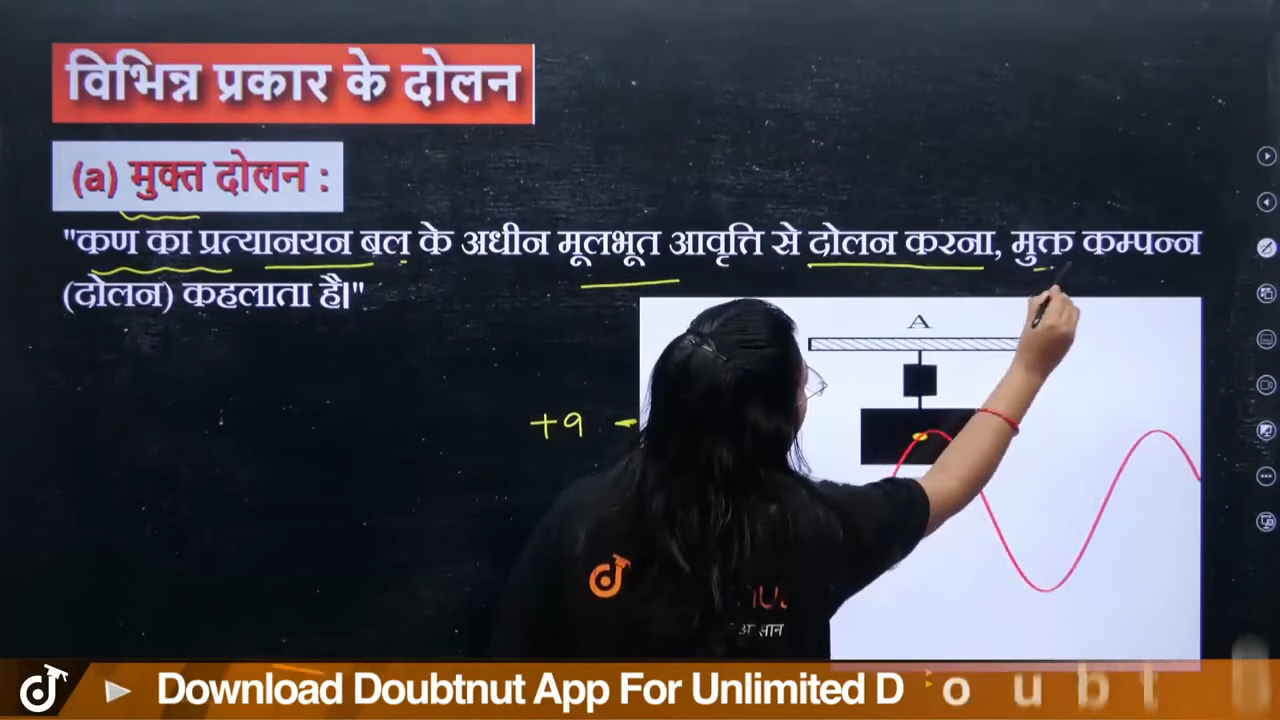 विभिन्न प्रकार के दोलन
(a) मुक्त दोलन :
"कण का प्रत्यानयन बल के अधीन मूलभूत आवृत्ति से दोलन करना, मुक्त कम्पन्न
(दोलन) कहलाता है।"
A
+a -
Download Doubtnut App For Unlimited D o u b t